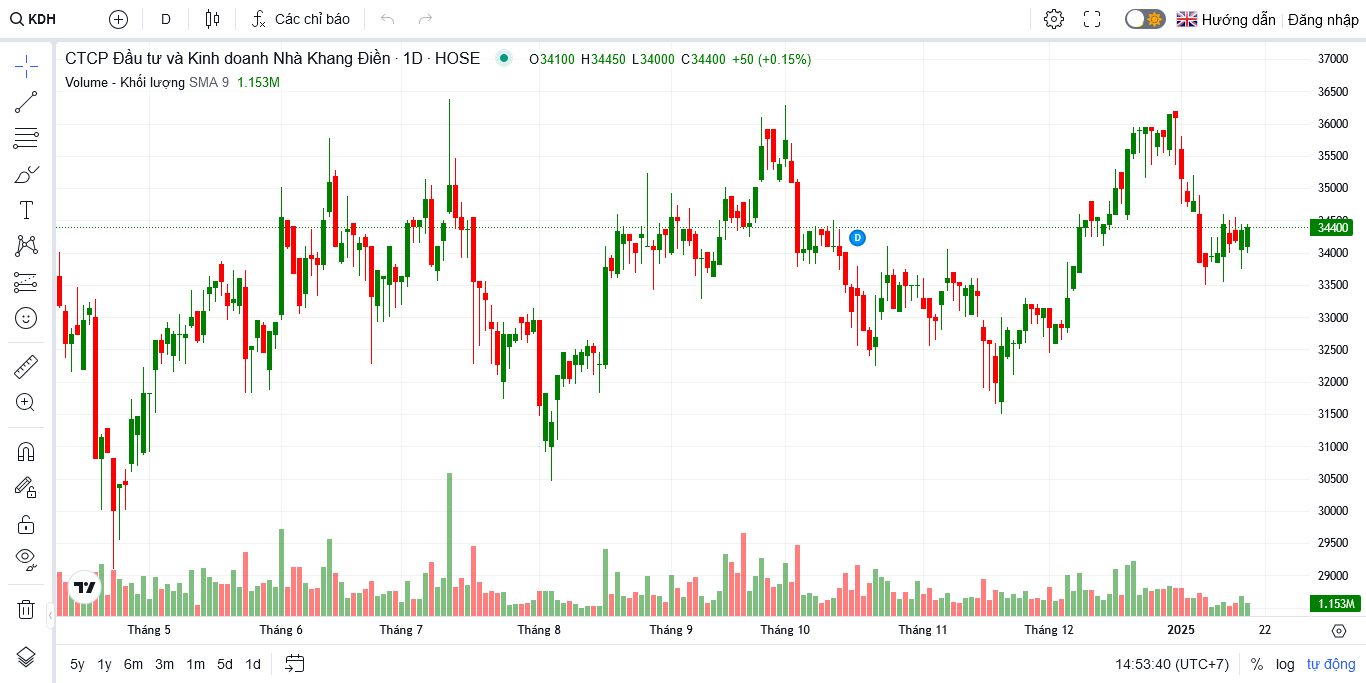 KDH D Các chỉ báo Hướng dẫn Đăng nhập
CTCP Đầu tư và Kinh doanh Nhà Khang Điền · 1D · HOSE O34100 H34450 L34000 C34400 +50 (+0.15%)
Volume - Khối lượng SMA 9 1.153M
37000
36500
36000
35500
35000
34500
34400
34000
33500
33000
32500
32000
31500
31000
30500
30000
29500
29000
1.153M
D
Tháng 5 Tháng 6 Tháng 7 Tháng 8 Tháng 9 Tháng 10 Tháng 11 Tháng 12 2025 22
5y 1y 6m 3m 1m 5d 1d 14:53:40 (UTC+7) % log tự động